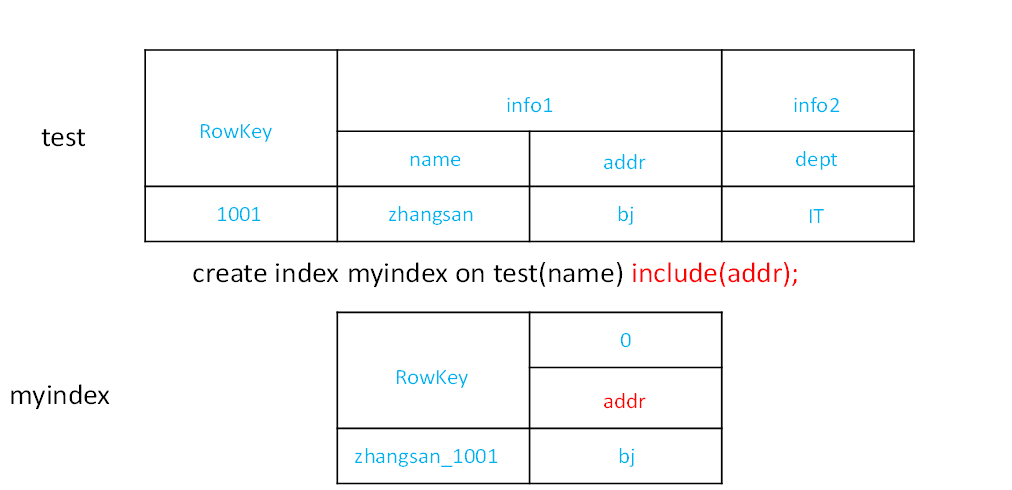 info1
info2
RowKey
test
name
addr
dept
1001
zhangsan
bj
IT
create index myindex on test(name) include(addr);
0
RowKey
myindex
addr
zhangsan_1001
bj